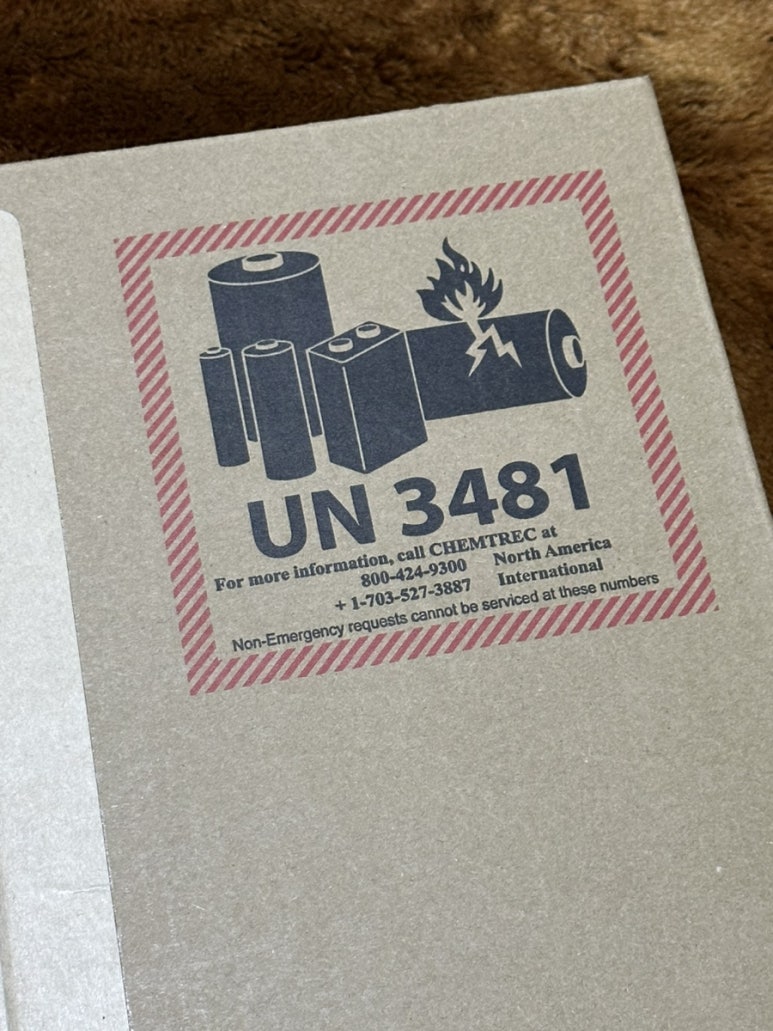 UN 3481
For more information, call CHEMTREC at
800-424-9300 North America
+ 1-703-527-3887 International
Non-Emergency requests cannot be serviced at these numbers